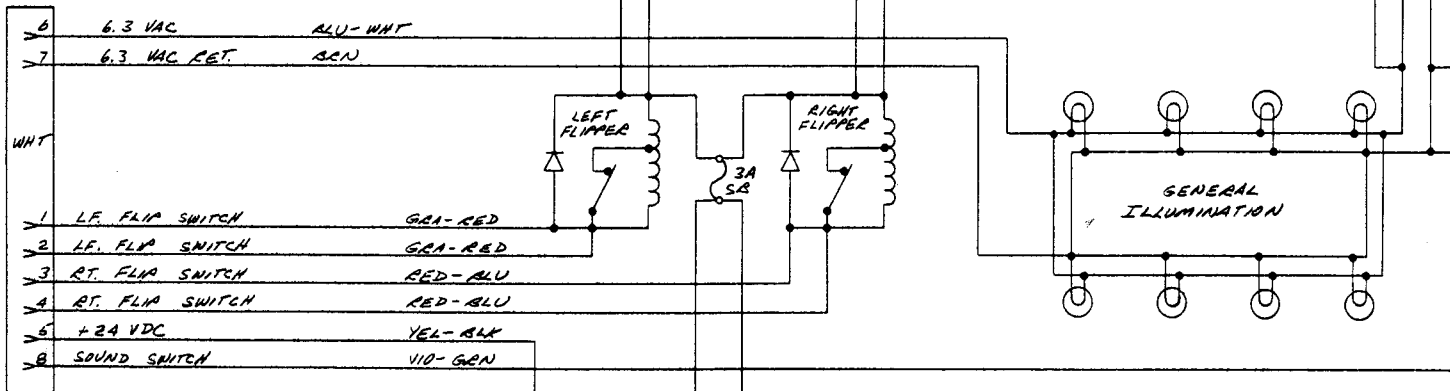 6 6.3 VAC BLU-WHT
7 6.3 VAC RET. BRN
WHT
LEFT FLIPPER
RIGHT FLIPPER
3A
SB
GENERAL
ILLUMINATION
1 LF. FLIP SWITCH GRA-RED
2 LF. FLIP SWITCH GRA-RED
3 RT. FLIP SWITCH RED-BLU
4 RT. FLIP SWITCH RED-BLU
5 +24 VDC YEL-BLK
8 SOUND SWITCH VIO-GRN